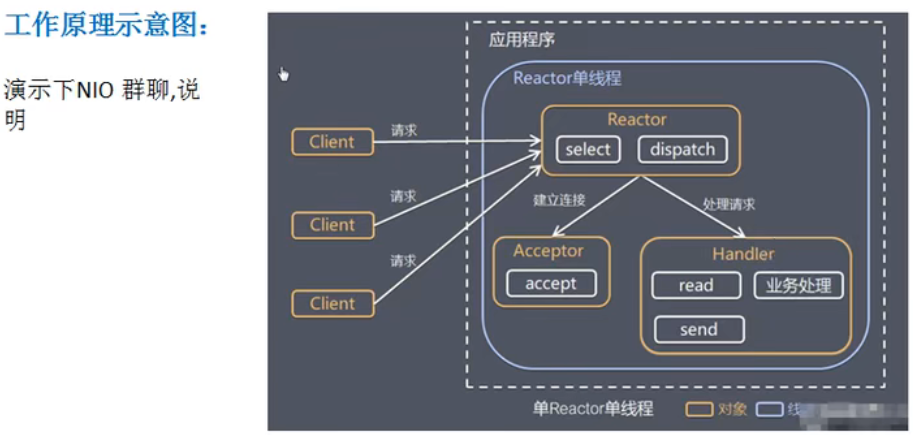 工作原理示意图:
演示下NIO 群聊,说
明
应用程序
Reactor单线程
Reactor
select
dispatch
Client
请求
Client
请求
Client
请求
建立连接
处理请求
Acceptor
accept
Handler
read
业务处理
send
单Reactor单线程
对象